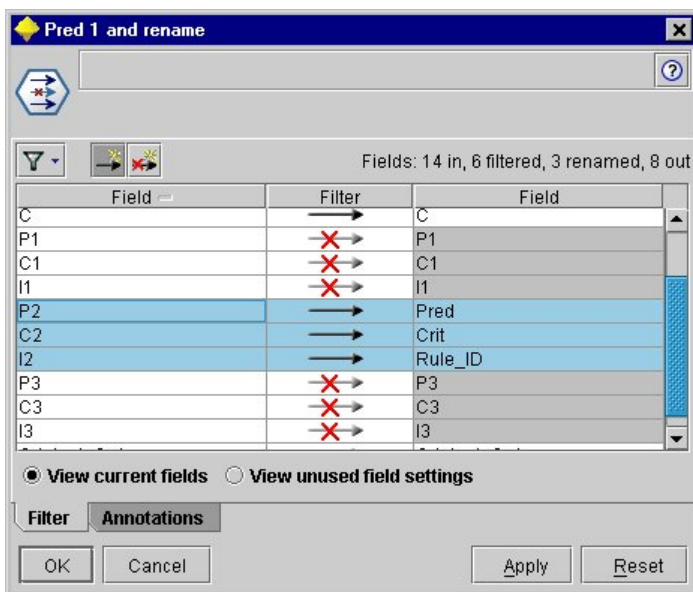 Pred 1 and rename
Fields: 14 in, 6 filtered, 3 renamed, 8 out
Field Filter Field
C C
P1 P1
C1 C1
I1 I1
P2 Pred
C2 Crit
I2 Rule_ID
P3 P3
C3 C3
I3 I3
View current fields View unused field settings
Filter Annotations
OK Cancel Apply Reset